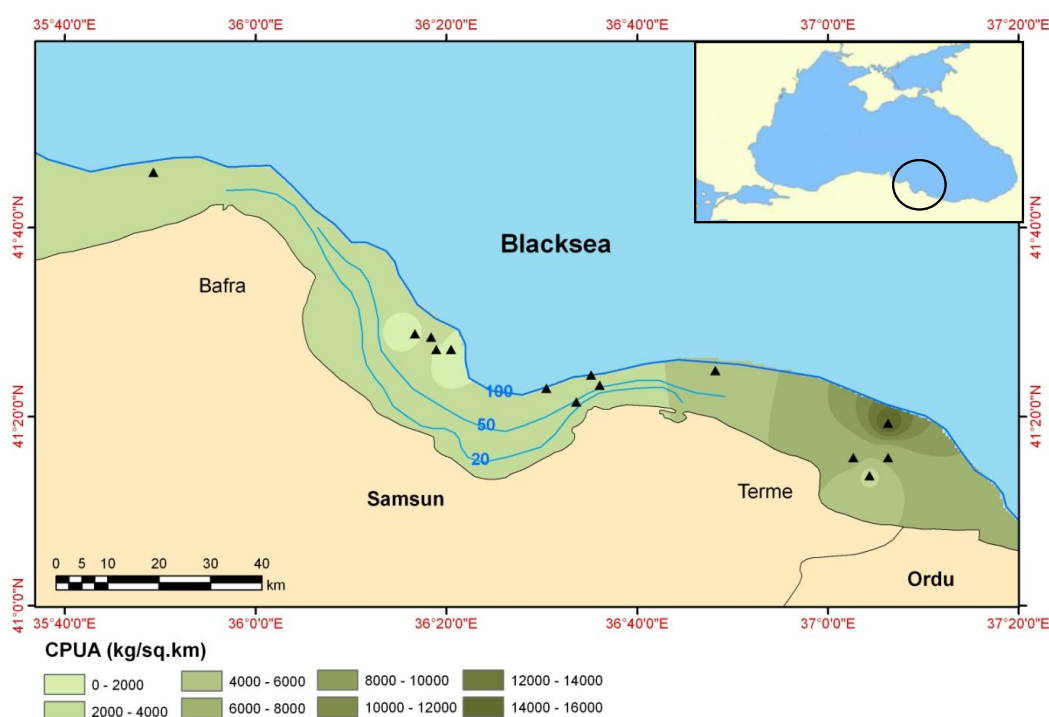 35°40'0"E 36°0'0"E 36°20'0"E 36°40'0"E 37°0'0"E 37°20'0"E
41°40'0"N 41°40'0"N
Blacksea
Bafra
100
41°20'0"N 41°20'0"N
50
20
Samsun Terme
0 5 10 20 30 40
km
Ordu
41°0'0"N 41°0'0"N
35°40'0"E 36°0'0"E 36°20'0"E 36°40'0"E 37°0'0"E 37°20'0"E
CPUA (kg/sq.km)
0 - 2000 4000 - 6000 8000 - 10000 12000 - 14000
2000 - 4000 6000 - 8000 10000 - 12000 14000 - 16000